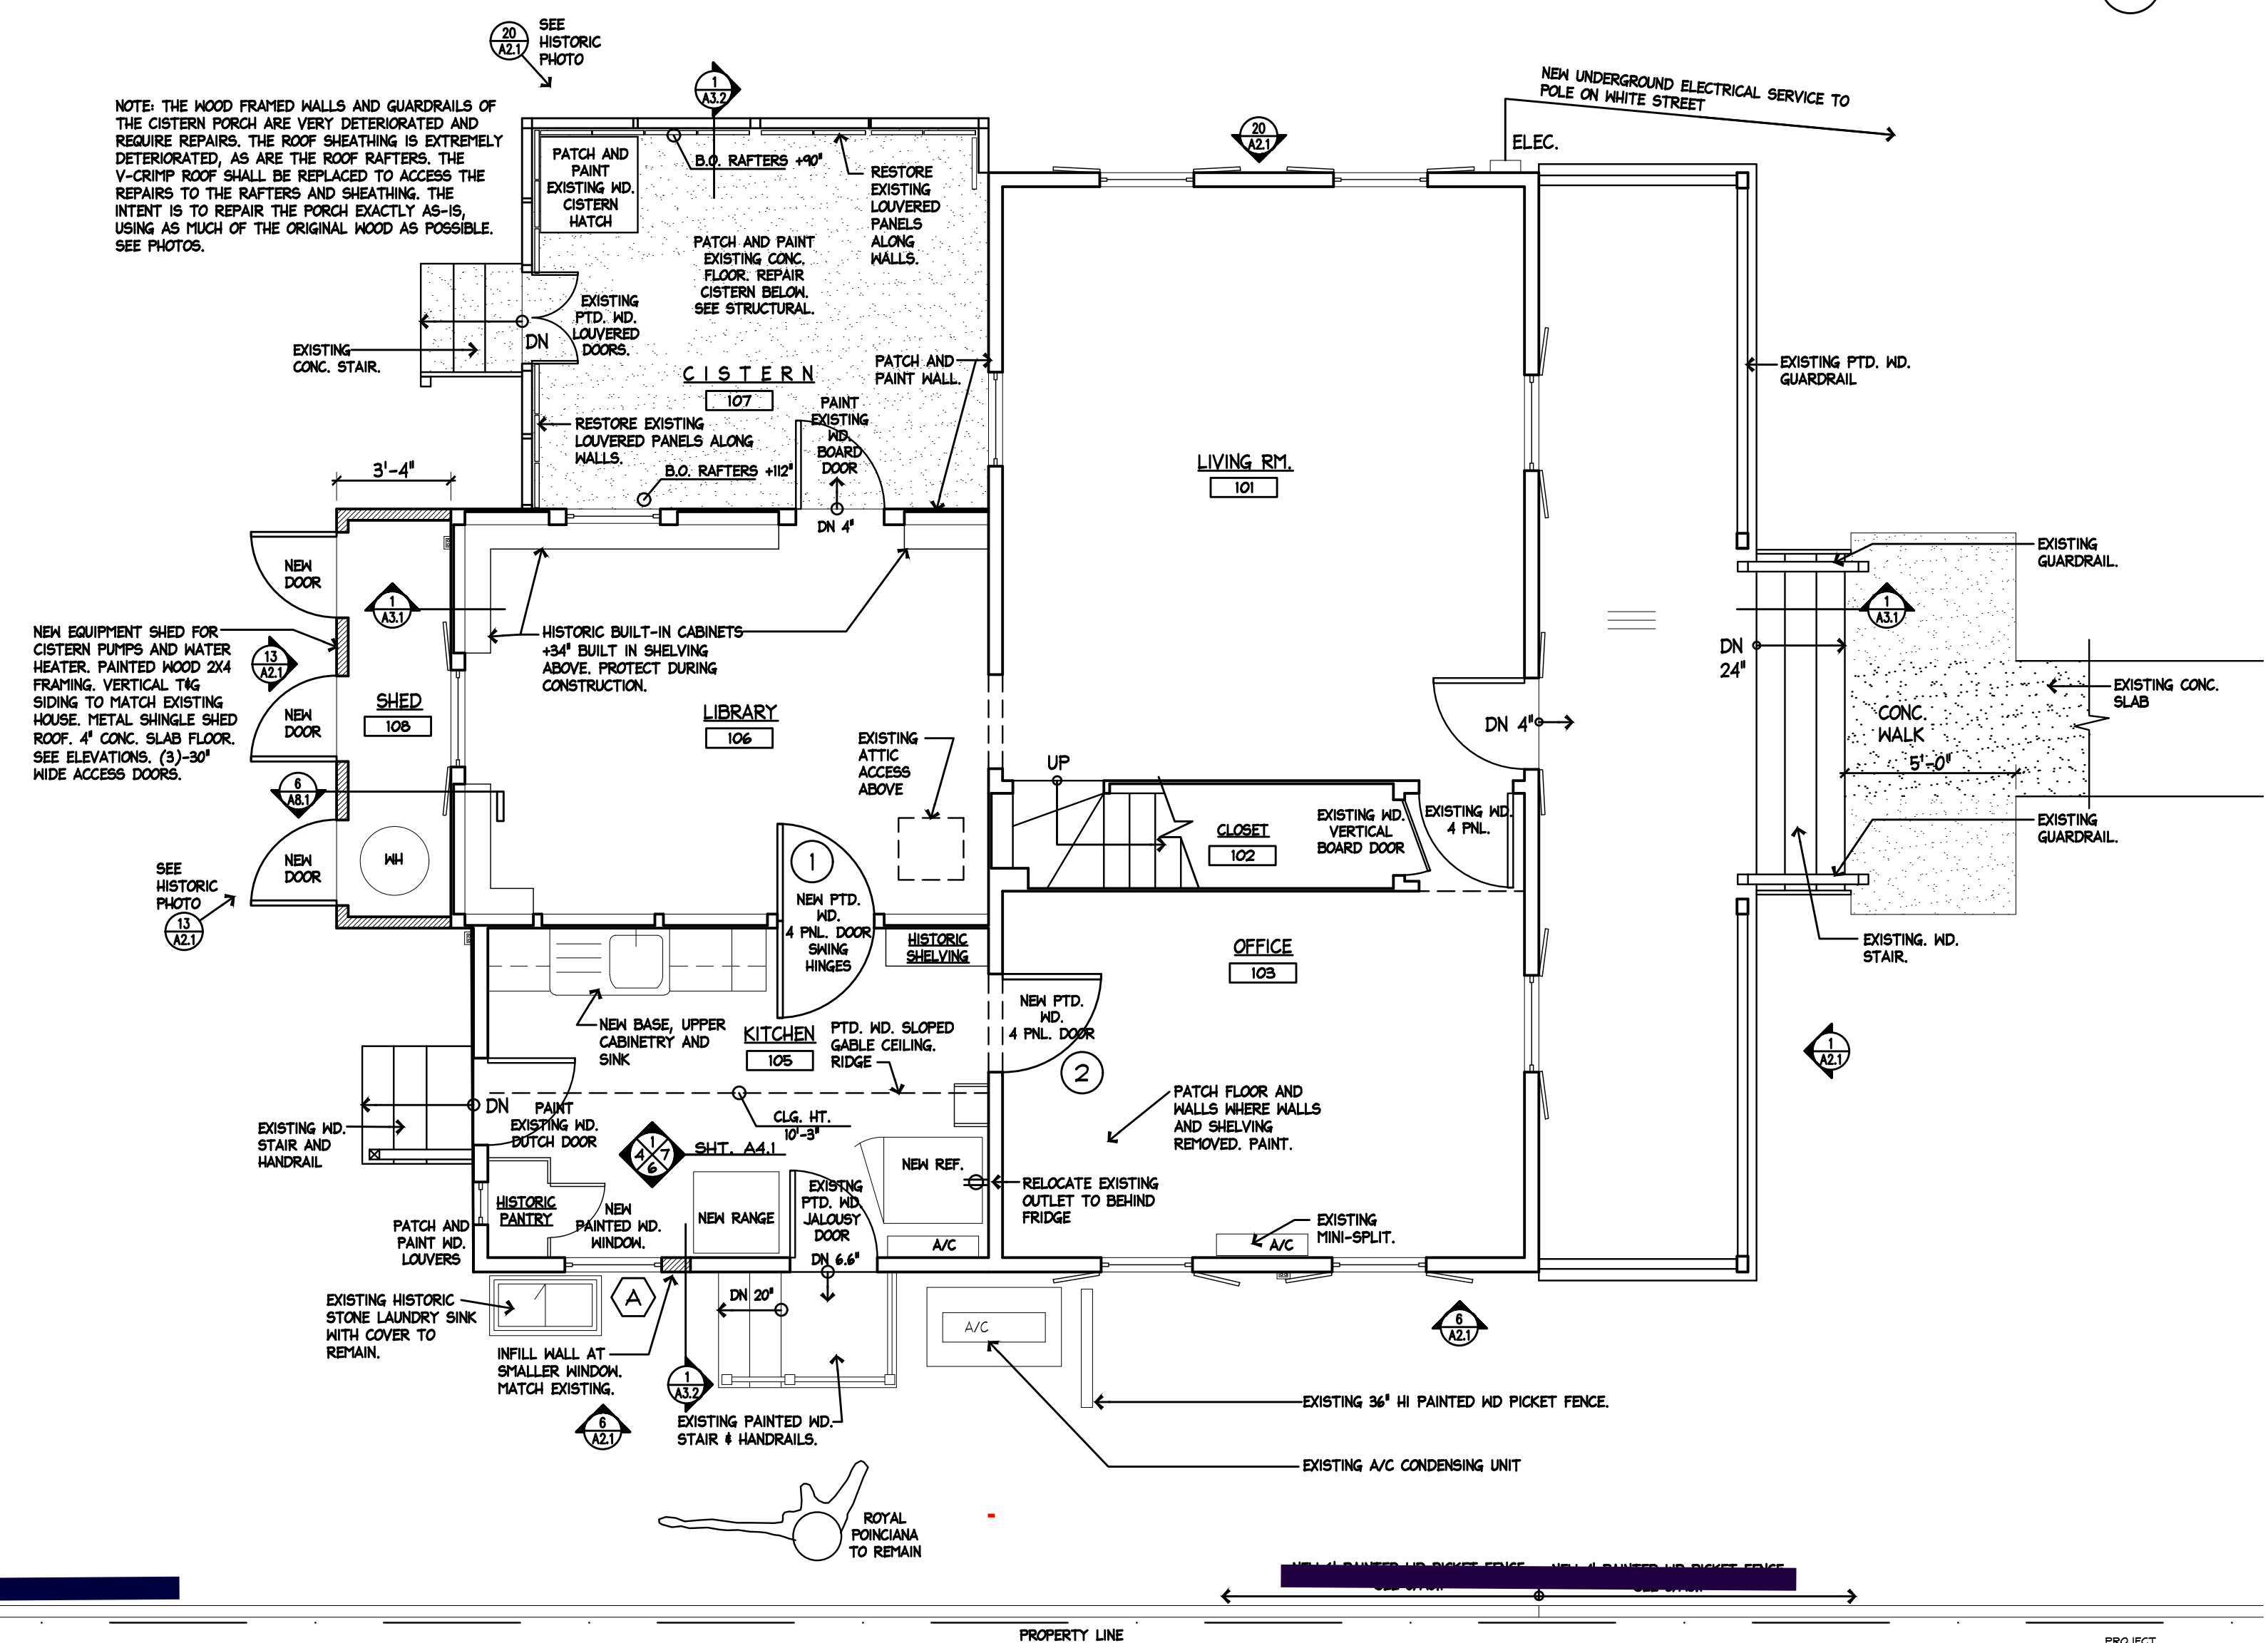 20
A2.1
SEE
HISTORIC
PHOTO
1
A3.2
NOTE: THE WOOD FRAMED WALLS AND GUARDRAILS OF
THE CISTERN PORCH ARE VERY DETERIORATED AND
REQUIRE REPAIRS. THE ROOF SHEATHING IS EXTREMELY
DETERIORATED, AS ARE THE ROOF RAFTERS. THE
V-CRIMP ROOF SHALL BE REPLACED TO ACCESS THE
REPAIRS TO THE RAFTERS AND SHEATHING. THE
INTENT IS TO REPAIR THE PORCH EXACTLY AS-IS,
USING AS MUCH OF THE ORIGINAL WOOD AS POSSIBLE.
SEE PHOTOS.
NEW UNDERGROUND ELECTRICAL SERVICE TO
POLE ON WHITE STREET
ELEC.
20
A2.1
PATCH AND
PAINT
EXISTING WD.
CISTERN
HATCH
B.O. RAFTERS +90"
RESTORE
EXISTING
LOUVERED
PANELS
ALONG
WALLS.
PATCH AND PAINT
EXISTING CONC.
FLOOR. REPAIR
CISTERN BELOW.
SEE STRUCTURAL.
EXISTING
PTD. WD.
LOUVERED
DOORS.
DN
EXISTING
CONC. STAIR.
CISTERN
107
PATCH AND
PAINT WALL.
PAINT
EXISTING
WD.
BOARD
DOOR
RESTORE EXISTING
LOUVERED PANELS ALONG
WALLS.
B.O. RAFTERS +112"
DN 4"
3'-4"
LIVING RM.
101
EXISTING PTD. WD.
GUARDRAIL
EXISTING
GUARDRAIL.
NEW
DOOR
1
A3.1
NEW EQUIPMENT SHED FOR
CISTERN PUMPS AND WATER
HEATER. PAINTED WOOD 2X4
FRAMING. VERTICAL T&G
SIDING TO MATCH EXISTING
HOUSE. METAL SHINGLE SHED
ROOF. 4" CONC. SLAB FLOOR.
SEE ELEVATIONS. (3)-30"
WIDE ACCESS DOORS.
13
A2.1
HISTORIC BUILT-IN CABINETS
+34" BUILT IN SHELVING
ABOVE. PROTECT DURING
CONSTRUCTION.
1
A3.1
DN
24"
SHED
108
NEW
DOOR
LIBRARY
106
EXISTING
ATTIC
ACCESS
ABOVE
DN 4"
EXISTING CONC.
SLAB
CONC.
WALK
5'-0"
6
A8.1
UP
CLOSET
102
EXISTING WD.
VERTICAL
BOARD DOOR
EXISTING WD.
4 PNL.
EXISTING
GUARDRAIL.
NEW
DOOR
WH
SEE
HISTORIC
PHOTO
13
A2.1
1
NEW PTD.
WD.
4 PNL. DOOR
SWING
HINGES
HISTORIC
SHELVING
OFFICE
103
EXISTING. WD.
STAIR.
NEW BASE, UPPER
CABINETRY AND
SINK
KITCHEN
105
PTD. WD. SLOPED
GABLE CEILING.
RIDGE
NEW PTD.
WD.
4 PNL. DOOR
2
1
A2.1
DN
EXISTING WD.
STAIR AND
HANDRAIL
PAINT
EXISTING WD.
DUTCH DOOR
CLG. HT.
10'-3"
1
4 7
6
SHT. A4.1
PATCH FLOOR AND
WALLS WHERE WALLS
AND SHELVING
REMOVED. PAINT.
NEW REF.
RELOCATE EXISTING
OUTLET TO BEHIND
FRIDGE
HISTORIC
PANTRY
NEW
PAINTED WD.
WINDOW.
NEW RANGE
EXISTNG
PTD. WD.
JALOUSY
DOOR
DN 6.6"
A/C
EXISTING
MINI-SPLIT.
A/C
PATCH AND
PAINT WD.
LOUVERS
EXISTING HISTORIC
STONE LAUNDRY SINK
WITH COVER TO
REMAIN.
A
DN 20"
A/C
6
A2.1
INFILL WALL AT
SMALLER WINDOW.
MATCH EXISTING.
1
A3.2
6
A2.1
EXISTING PAINTED WD.
STAIR & HANDRAILS.
EXISTING 36" HI PAINTED WD PICKET FENCE.
EXISTING A/C CONDENSING UNIT
ROYAL
POINCIANA
TO REMAIN
PROPERTY LINE